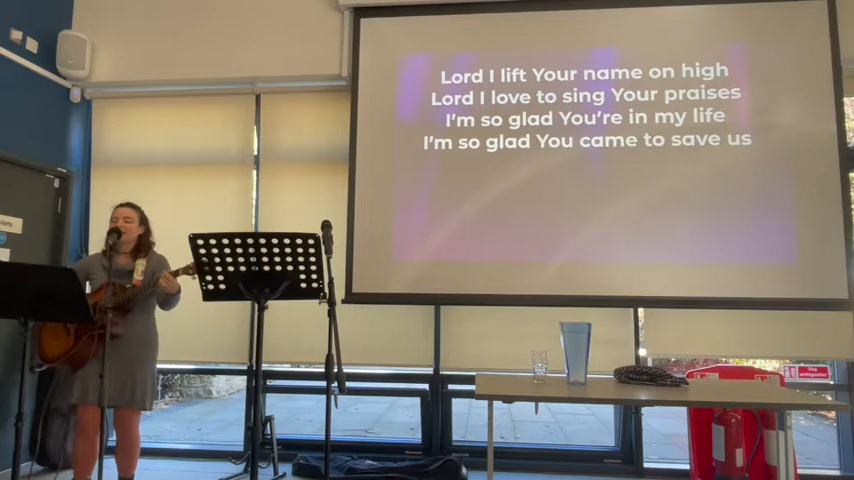 Lord I lift Your name on high
Lord I love to sing Your praises
I'm so glad You're in my life
I'm so glad You came to save us
Fire extinguisher